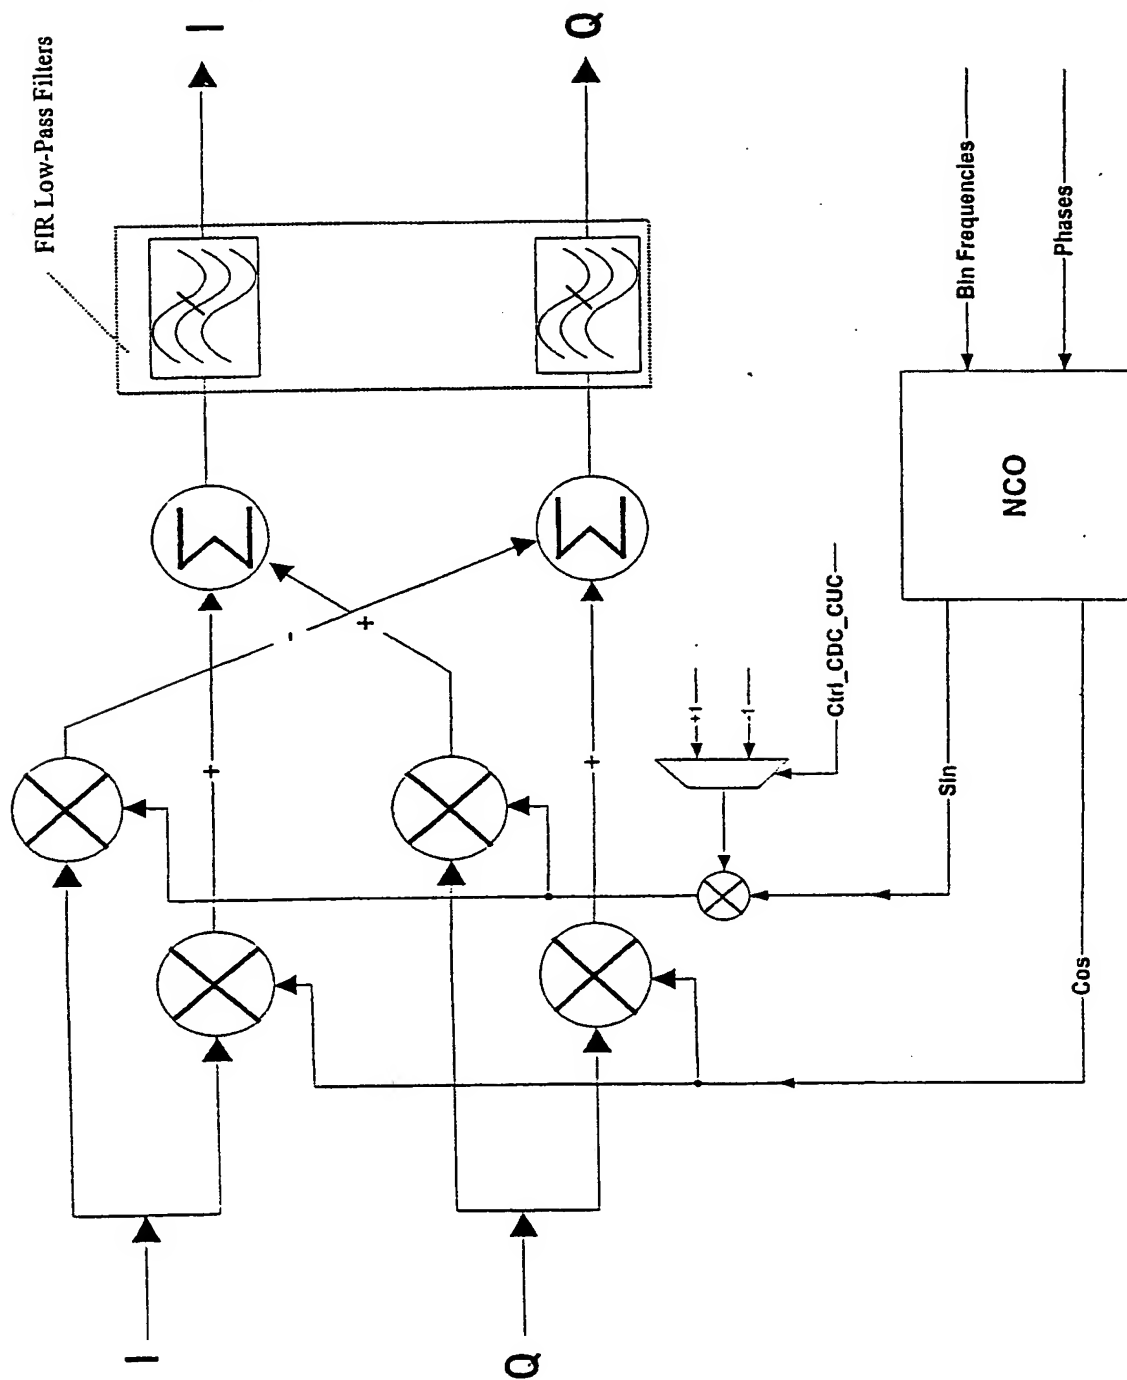 FIR Low-Pass Filters
I
Q
I
Q
-
+
+
+
+1
-1
Ctrl_CDC_CUC
Sin
Cos
NCO
Bin Frequencies
Phases